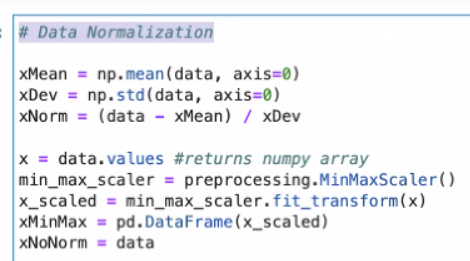 # Data Normalization
xMean = np.mean(data, axis=0)
xDev = np.std(data, axis=0)
xNorm = (data - xMean) / xDev
x = data.values #returns numpy array
min_max_scaler = preprocessing.MinMaxScaler()
x_scaled = min_max_scaler.fit_transform(x)
xMinMax = pd.DataFrame(x_scaled)
xNoNorm = data